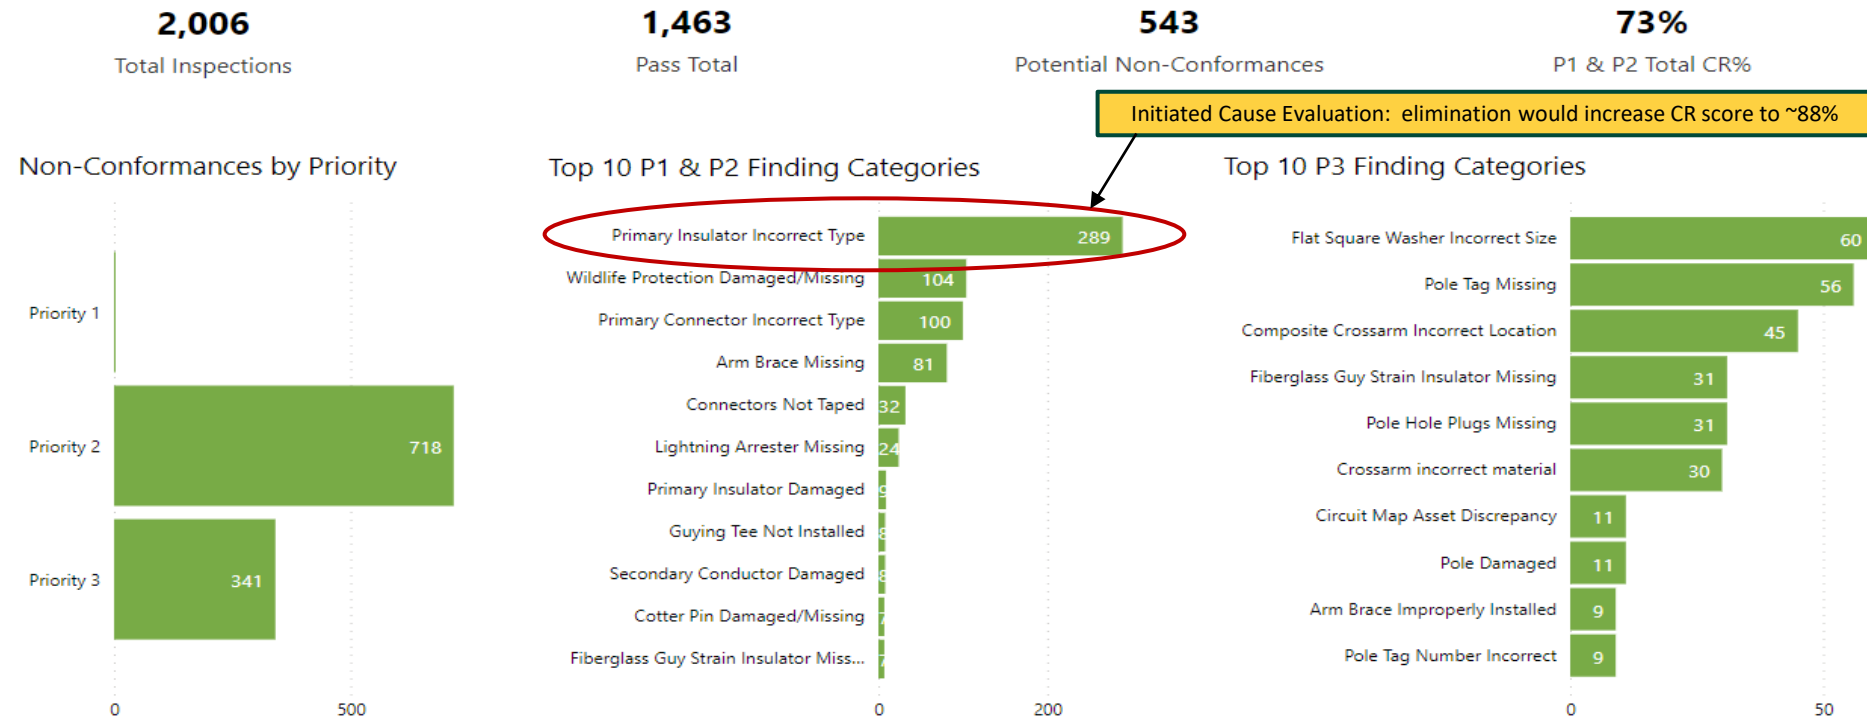 2,006
Total Inspections
1,463
Pass Total
543
Potential Non-Conformances
73%
P1 & P2 Total CR%
Initiated Cause Evaluation: elimination would increase CR score to ~88%
Non-Conformances by Priority
Priority 1
Priority 2
718
Priority 3
341
0
500
Top 10 P1 & P2 Finding Categories
Primary Insulator Incorrect Type
289
Wildlife Protection Damaged/Missing
104
Primary Connector Incorrect Type
100
Arm Brace Missing
81
Connectors Not Taped
32
Lightning Arrester Missing
24
Primary Insulator Damaged
9
Guying Tee Not Installed
8
Secondary Conductor Damaged
8
Cotter Pin Damaged/Missing
7
Fiberglass Guy Strain Insulator Miss...
7
0
200
Top 10 P3 Finding Categories
Flat Square Washer Incorrect Size
60
Pole Tag Missing
56
Composite Crossarm Incorrect Location
45
Fiberglass Guy Strain Insulator Missing
31
Pole Hole Plugs Missing
31
Crossarm incorrect material
30
Circuit Map Asset Discrepancy
11
Pole Damaged
11
Arm Brace Improperly Installed
9
Pole Tag Number Incorrect
9
0
50